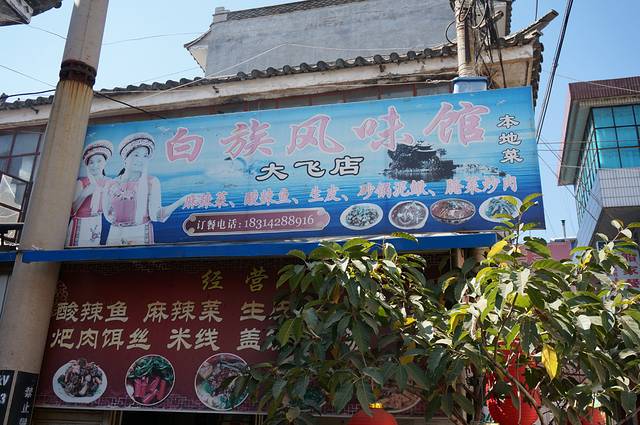 白族风味馆
本地菜
大飞店
麻辣菜、酸辣鱼、生皮、砂锅泥鳅、腊菜炒肉
订餐电话：18314288916
经营
酸辣鱼 麻辣菜 生皮
𤆵肉饵丝 米线 盖